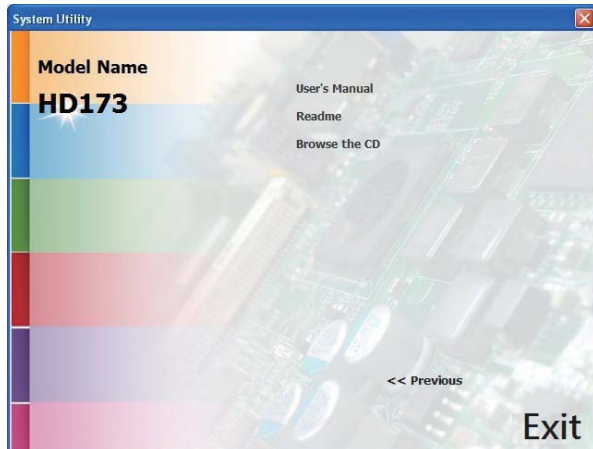 System Utility
Model Name
HD173
User's Manual
Readme
Browse the CD
<< Previous
Exit